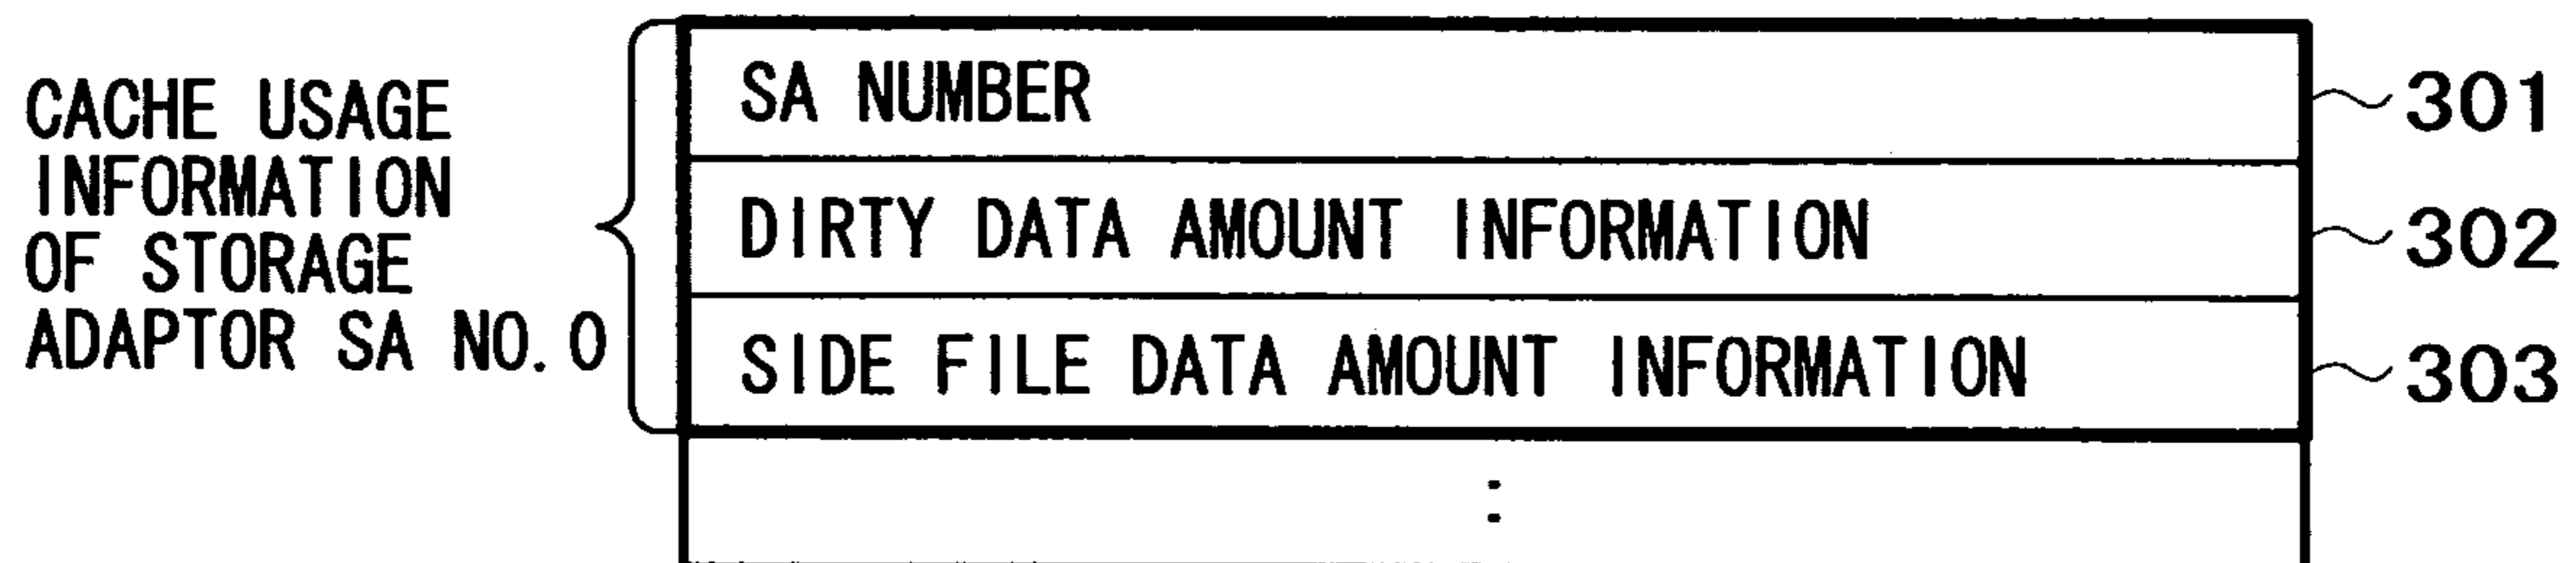 CACHE USAGE
INFORMATION
OF STORAGE
ADAPTOR SA NO. 0
SA NUMBER
301
DIRTY DATA AMOUNT INFORMATION
302
SIDE FILE DATA AMOUNT INFORMATION
303
: